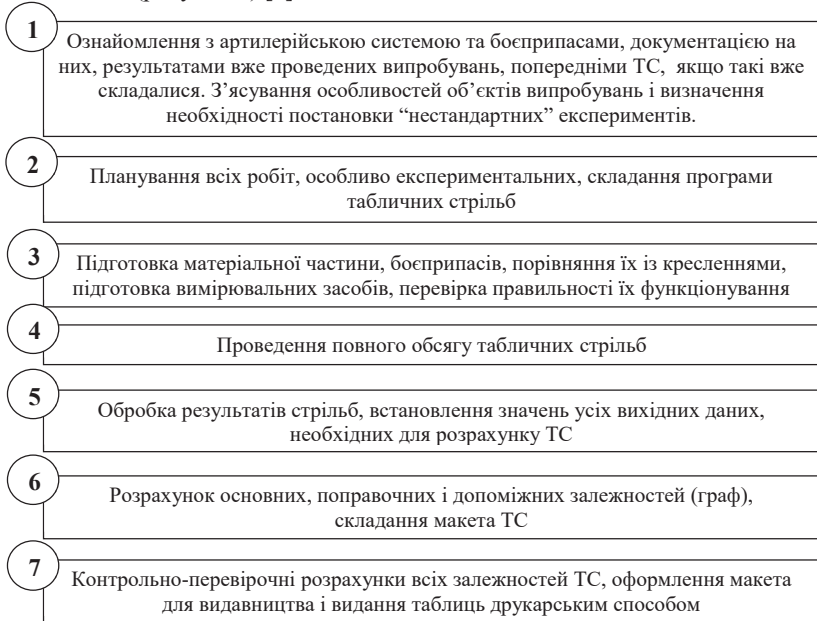 1
Ознайомлення з артилерійською системою та боєприпасами, документацією на
них, результатами вже проведених випробувань, попередніми ТС, якщо такі вже
складалися. З’ясування особливостей об’єктів випробувань і визначення
необхідності постановки “нестандартних” експериментів.
2
Планування всіх робіт, особливо експериментальних, складання програми
табличних стрільб
3
Підготовка матеріальної частини, боєприпасів, порівняння їх із кресленнями,
підготовка вимірювальних засобів, перевірка правильності їх функціонування
4
Проведення повного обсягу табличних стрільб
5
Обробка результатів стрільб, встановлення значень усіх вихідних даних,
необхідних для розрахунку ТС
6
Розрахунок основних, поправочних і допоміжних залежностей (граф),
складання макета ТС
7
Контрольно-перевірочні розрахунки всіх залежностей ТС, оформлення макета
для видавництва і видання таблиць друкарським способом